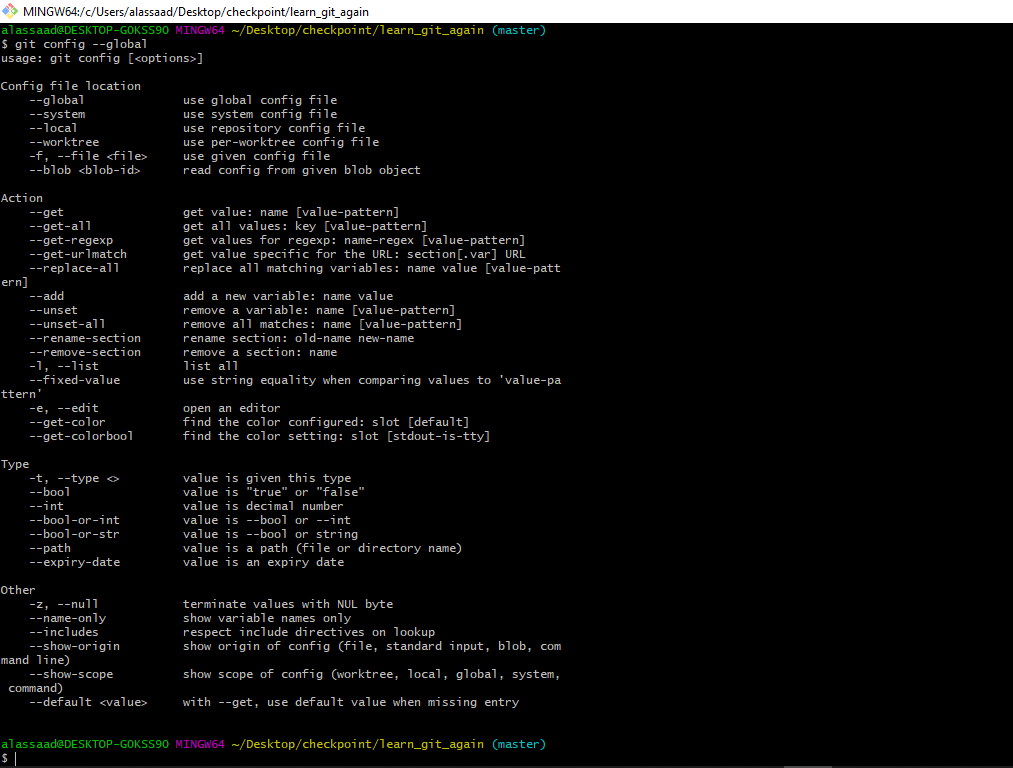 MINGW64:/c/Users/alassaad/Desktop/checkpoint/learn_git_again
alassaad@DESKTOP-GOKSS9O MINGW64 ~/Desktop/checkpoint/learn_git_again (master)
$ git config --global
usage: git config [<options>]
Config file location
--global use global config file
--system use system config file
--local use repository config file
--worktree use per-worktree config file
-f, --file <file> use given config file
--blob <blob-id> read config from given blob object
Action
--get get value: name [value-pattern]
--get-all get all values: key [value-pattern]
--get-regexp get values for regexp: name-regex [value-pattern]
--get-urlmatch get value specific for the URL: section[.var] URL
--replace-all replace all matching variables: name value [value-patt
ern]
--add add a new variable: name value
--unset remove a variable: name [value-pattern]
--unset-all remove all matches: name [value-pattern]
--rename-section rename section: old-name new-name
--remove-section remove a section: name
-l, --list list all
--fixed-value use string equality when comparing values to 'value-pa
ttern'
-e, --edit open an editor
--get-color find the color configured: slot [default]
--get-colorbool find the color setting: slot [stdout-is-tty]
Type
-t, --type <> value is given this type
--bool value is "true" or "false"
--int value is decimal number
--bool-or-int value is --bool or --int
--bool-or-str value is --bool or string
--path value is a path (file or directory name)
--expiry-date value is an expiry date
Other
-z, --null terminate values with NUL byte
--name-only show variable names only
--includes respect include directives on lookup
--show-origin show origin of config (file, standard input, blob, com
mand line)
--show-scope show scope of config (worktree, local, global, system,
command)
--default <value> with --get, use default value when missing entry
alassaad@DESKTOP-GOKSS9O MINGW64 ~/Desktop/checkpoint/learn_git_again (master)
$